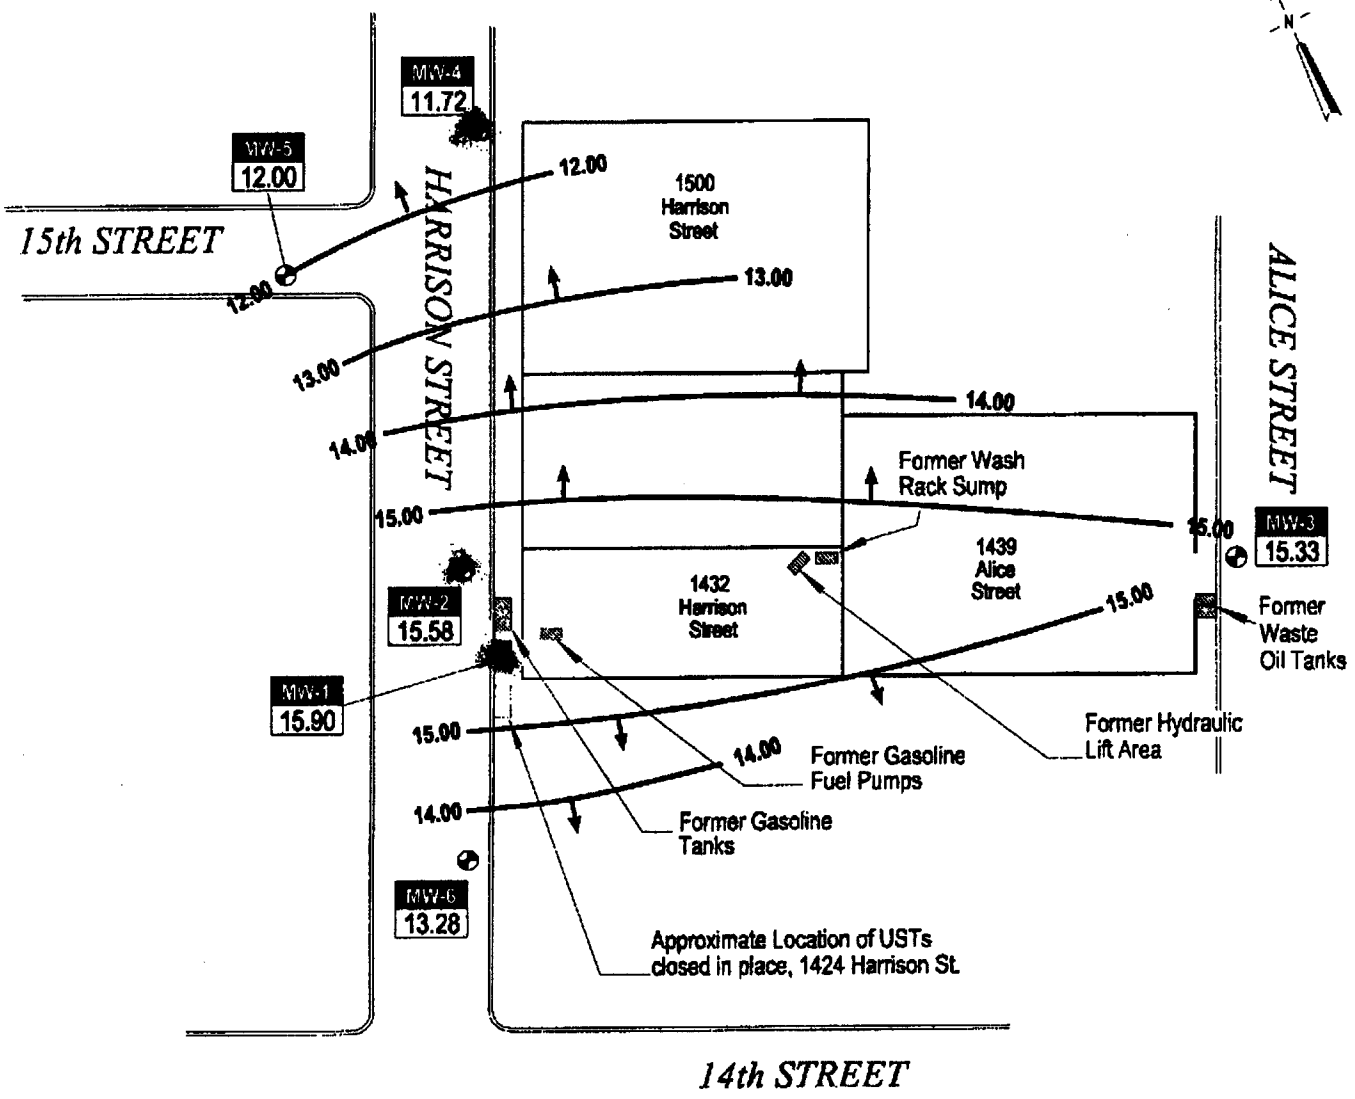 N
MW-4
11.72
MW-5
12.00
15th STREET
HARRISON STREET
12.00
12.00
1500
Harrison
Street
13.00
13.00
14.00
14.00
ALICE STREET
Former Wash
Rack Sump
15.00
15.00
MW-3
15.33
1439
Alice
Street
1432
Harrison
Street
MW-2
15.58
15.00
Former
Waste
Oil Tanks
MW-1
15.90
15.00
Former Hydraulic
Lift Area
14.00
Former Gasoline
Fuel Pumps
14.00
Former Gasoline
Tanks
MW-6
13.28
Approximate Location of USTs
closed in place, 1424 Harrison St.
14th STREET